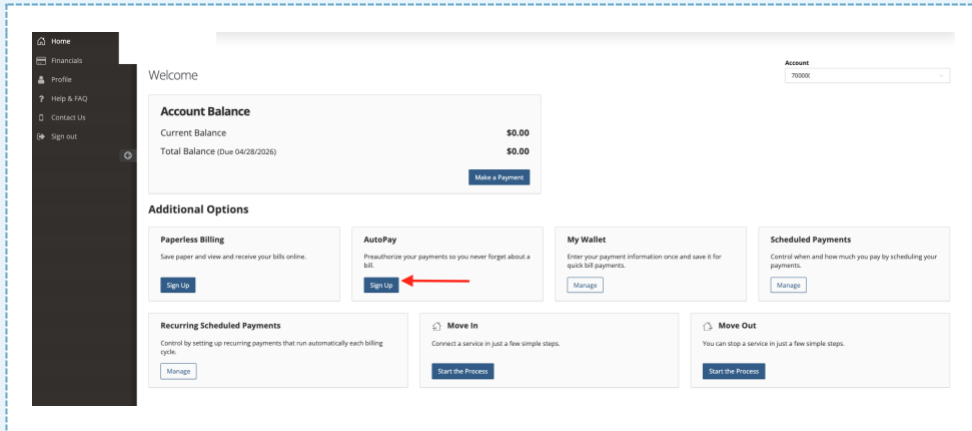 Home
Financials
Profile
? Help & FAQ
Contact Us
Sign out
Welcome
Account
70000(
Account Balance
Current Balance $0.00
Total Balance (Due 04/28/2026) $0.00
Make a Payment
Additional Options
Paperless Billing
Save paper and view and receive your bills online.
Sign Up
AutoPay
Preauthorize your payments so you never forget about a
bill.
Sign Up
My Wallet
Enter your payment information once and save it for
quick bill payments.
Manage
Scheduled Payments
Control when and how much you pay by scheduling your
payments.
Manage
Recurring Scheduled Payments
Control by setting up recurring payments that run automatically each billing
cycle.
Manage
Move In
Connect a service in just a few simple steps.
Start the Process
Move Out
You can stop a service in just a few simple steps.
Start the Process